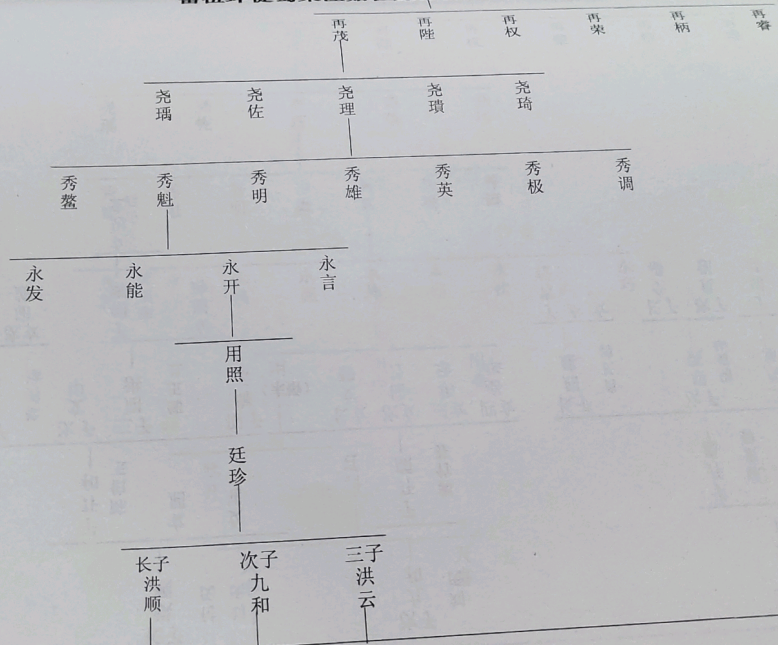 再茂 再陛 再权 再荣 再柄 再睿
尧瑀 尧佐 尧理 尧璝 尧琦
秀鳌 秀魁 秀明 秀雄 秀英 秀极 秀调
永发 永能 永开 永言
用照
廷珍
长子洪顺 次子九和 三子洪云